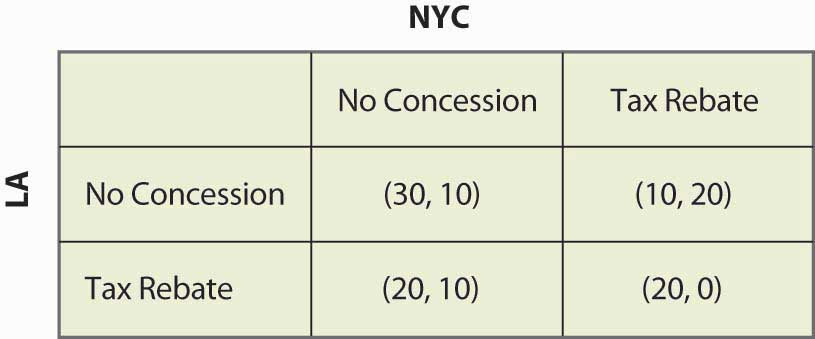 NYC
No Concession Tax Rebate
LA
No Concession (30, 10) (10, 20)
Tax Rebate (20, 10) (20, 0)